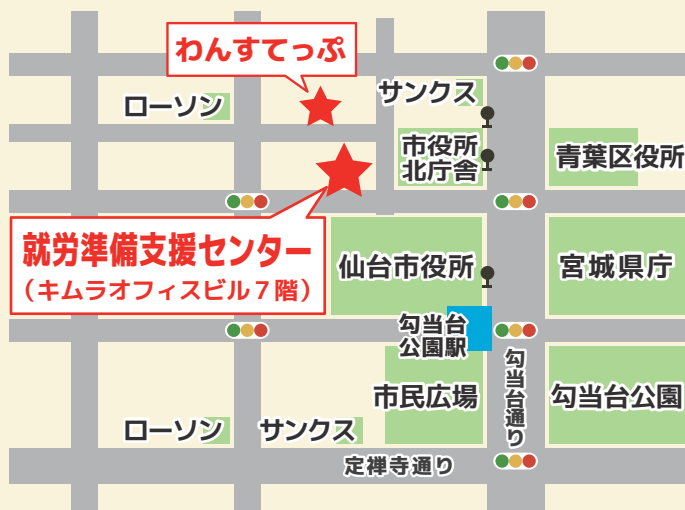 わんすてっぷ
サンクス
ローソン
市役所
北庁舎
青葉区役所
就労準備支援センター
（キムラオフィスビル７階）
仙台市役所
宮城県庁
勾当台
公園駅
勾当台通り
市民広場
勾当台公園
ローソン
サンクス
定禅寺通り